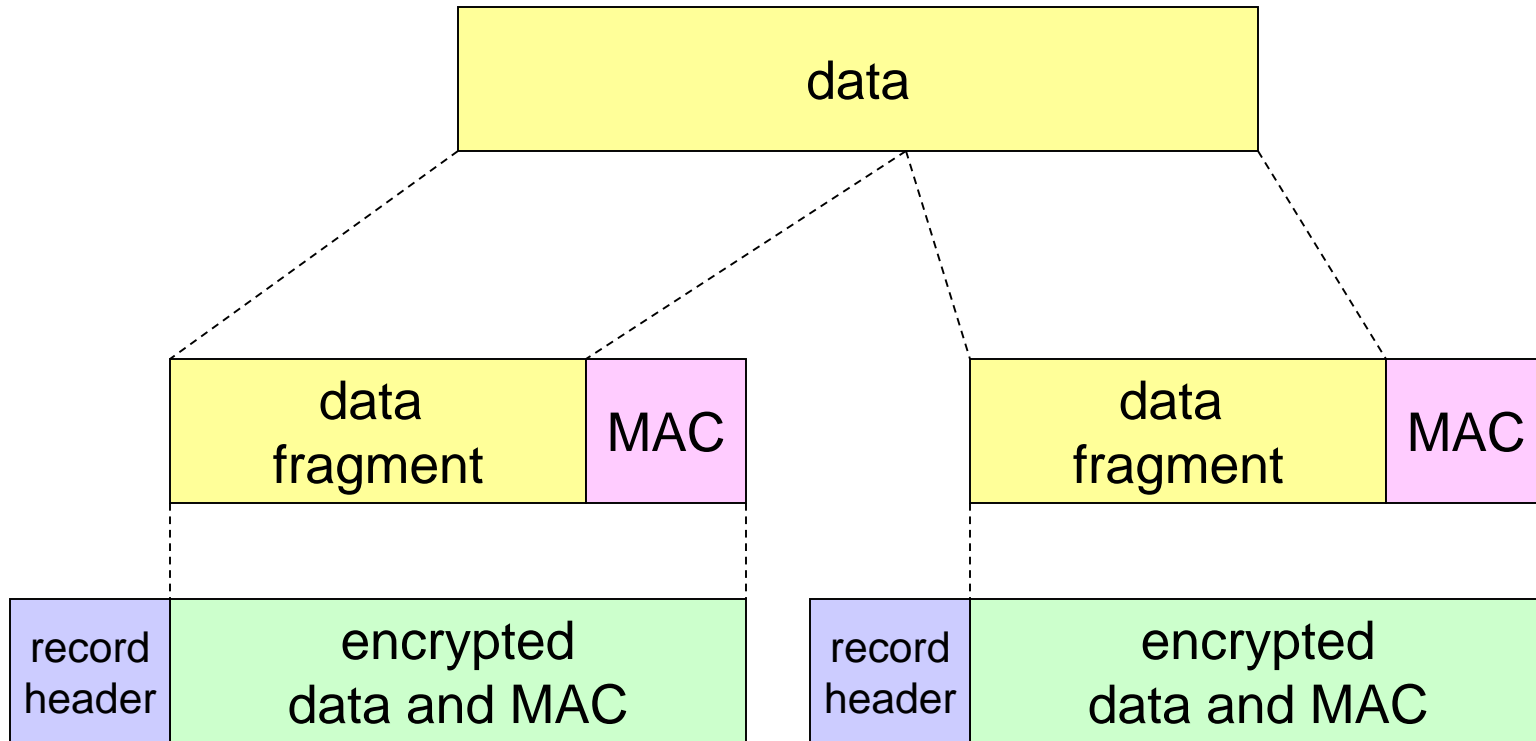 data
data
fragment
MAC
data
fragment
MAC
record
header
encrypted
data and MAC
record
header
encrypted
data and MAC